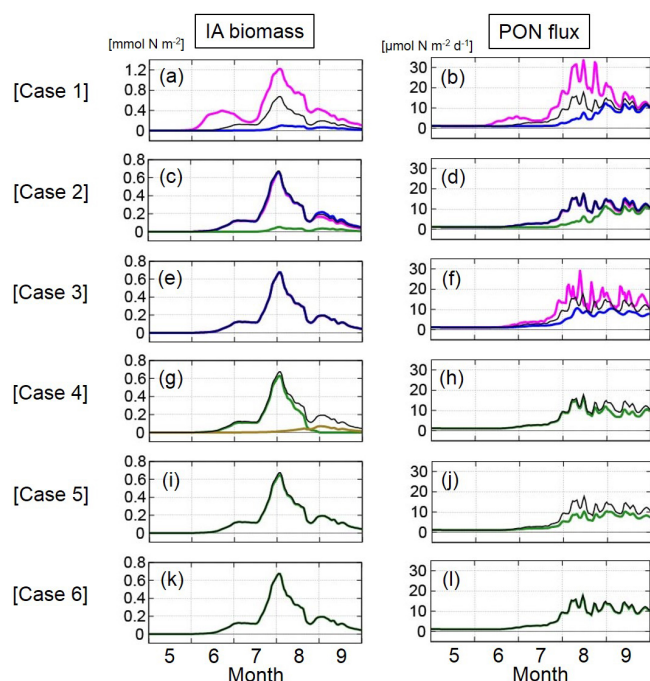 IA biomass PON flux
[mmol N m⁻²] [µmol N m⁻² d⁻¹]
[Case 1] (a) (b)
1.2 0.8 0.4 0
30 20 10 0
[Case 2] (c) (d)
0.8 0.6 0.4 0.2 0
30 20 10 0
[Case 3] (e) (f)
0.8 0.6 0.4 0.2 0
30 20 10 0
[Case 4] (g) (h)
0.8 0.6 0.4 0.2 0
30 20 10 0
[Case 5] (i) (j)
0.8 0.6 0.4 0.2 0
30 20 10 0
[Case 6] (k) (l)
0.8 0.6 0.4 0.2 0
30 20 10 0
5 6 7 8 9 5 6 7 8 9
Month Month